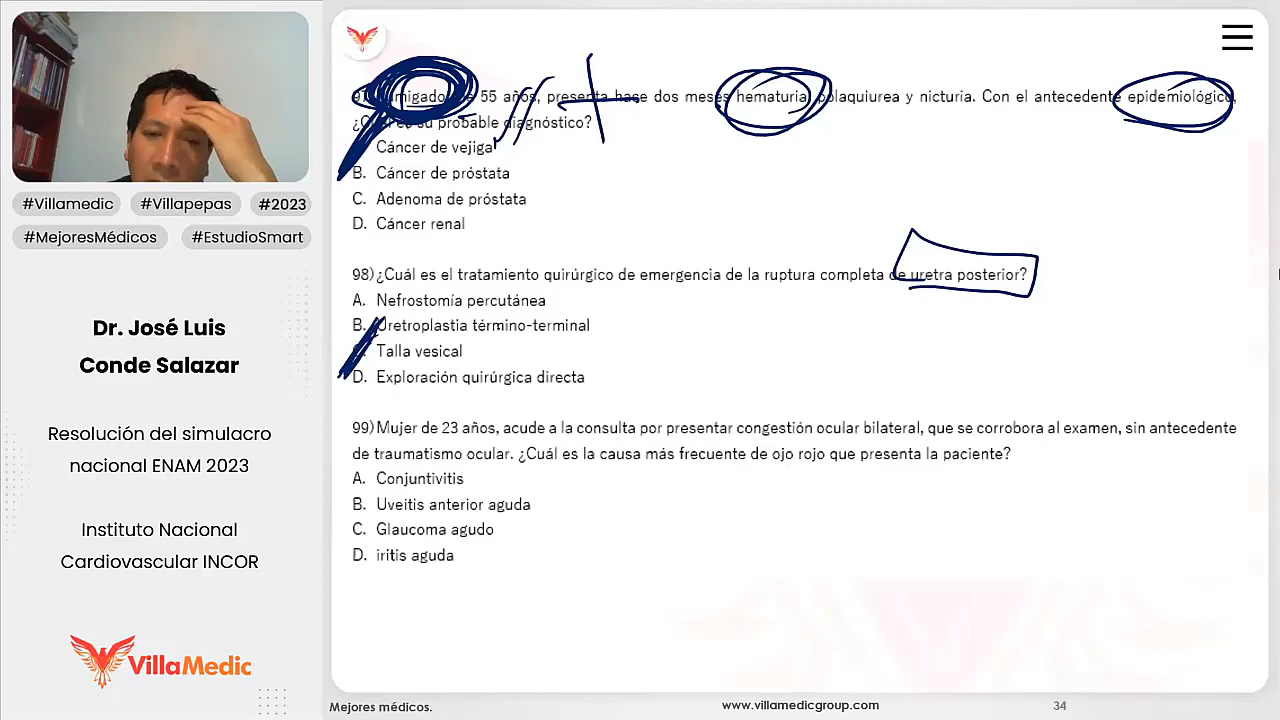 #Villamedic #Villapepas #2023
#MejoresMédicos #EstudioSmart
Dr. José Luis
Conde Salazar
Resolución del simulacro
nacional ENAM 2023
Instituto Nacional
Cardiovascular INCOR
VillaMedic
55 años, presenta hace dos meses hematuria, polaquiurea y nicturia. Con el antecedente epidemiológico,
su probable diagnóstico?
Cáncer de vejiga
B. Cáncer de próstata
C. Adenoma de próstata
D. Cáncer renal
98) ¿Cuál es el tratamiento quirúrgico de emergencia de la ruptura completa de uretra posterior?
A. Nefrostomía percutánea
B. Uretroplastia término-terminal
C. Talla vesical
D. Exploración quirúrgica directa
99) Mujer de 23 años, acude a la consulta por presentar congestión ocular bilateral, que se corrobora al examen, sin antecedente
de traumatismo ocular. ¿Cuál es la causa más frecuente de ojo rojo que presenta la paciente?
A. Conjuntivitis
B. Uveitis anterior aguda
C. Glaucoma agudo
D. iritis aguda
Mejores médicos. www.villamedicgroup.com 34